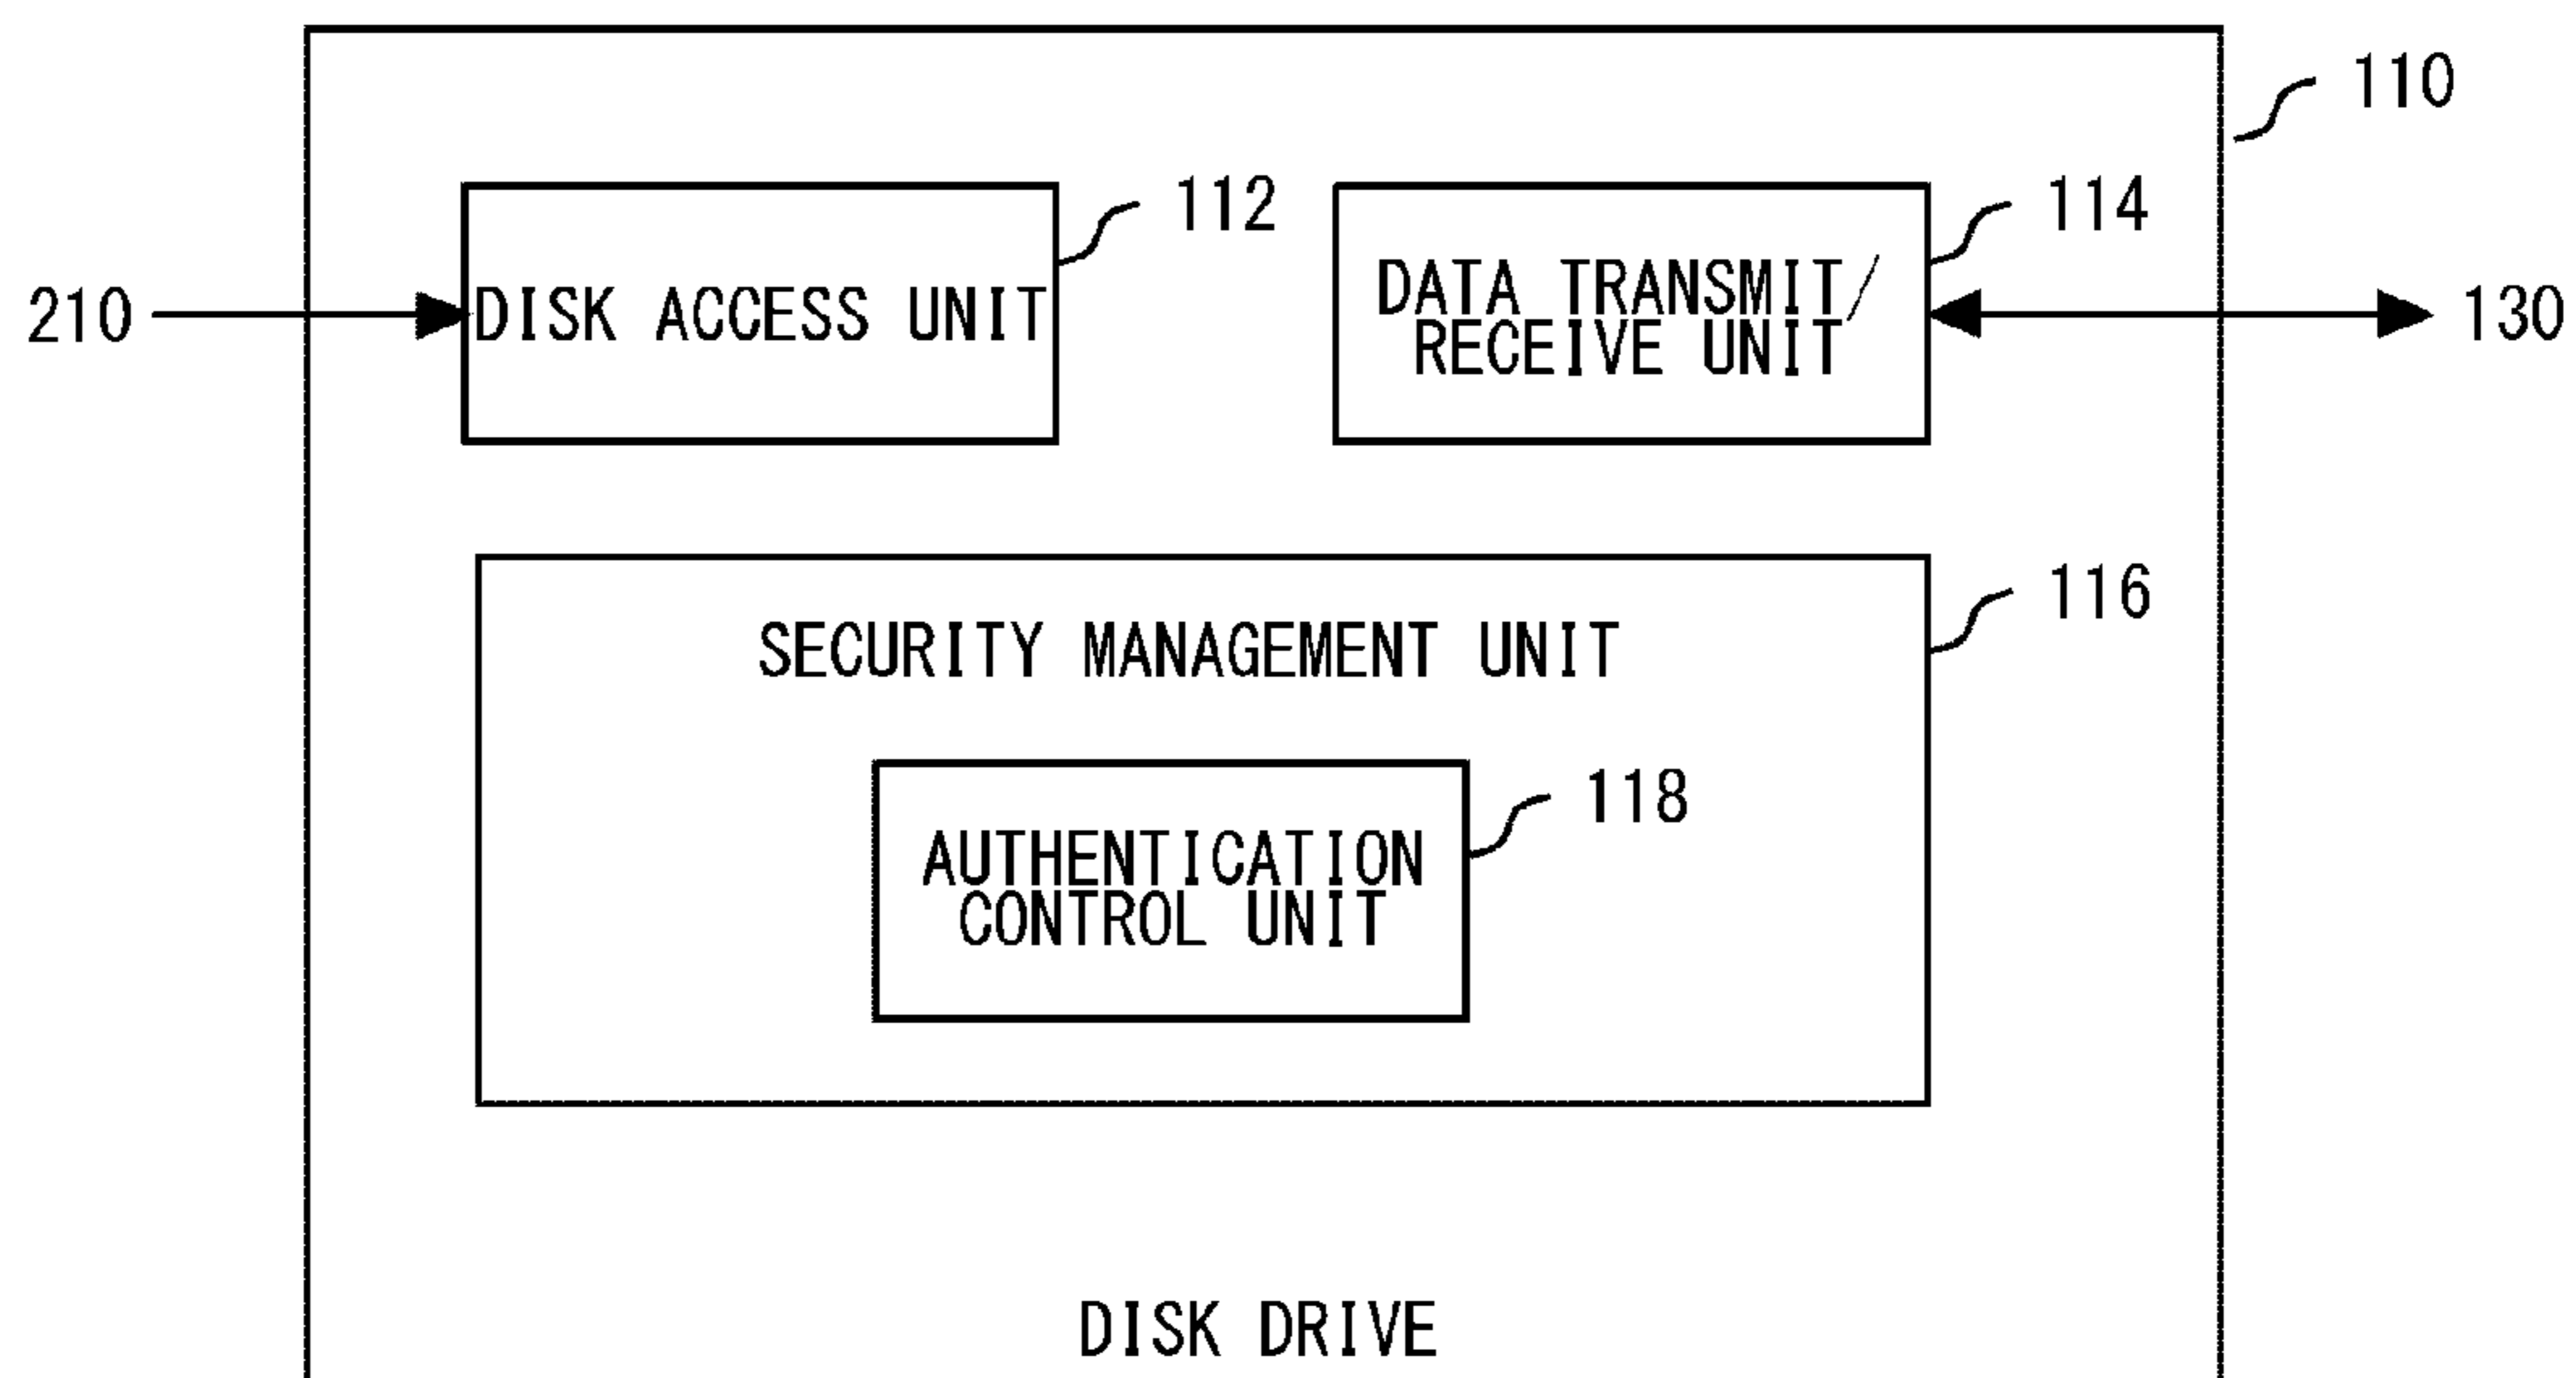 110
112
114
210
DISK ACCESS UNIT
DATA TRANSMIT/
RECEIVE UNIT
130
116
SECURITY MANAGEMENT UNIT
118
AUTHENTICATION
CONTROL UNIT
DISK DRIVE